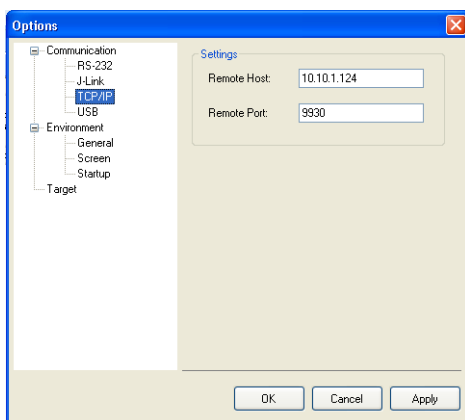 Options
Communication
RS-232
J-Link
TCP/IP
USB
Environment
General
Screen
Startup
Target
Settings
Remote Host: 10.10.1.124
Remote Port: 9930
OK Cancel Apply